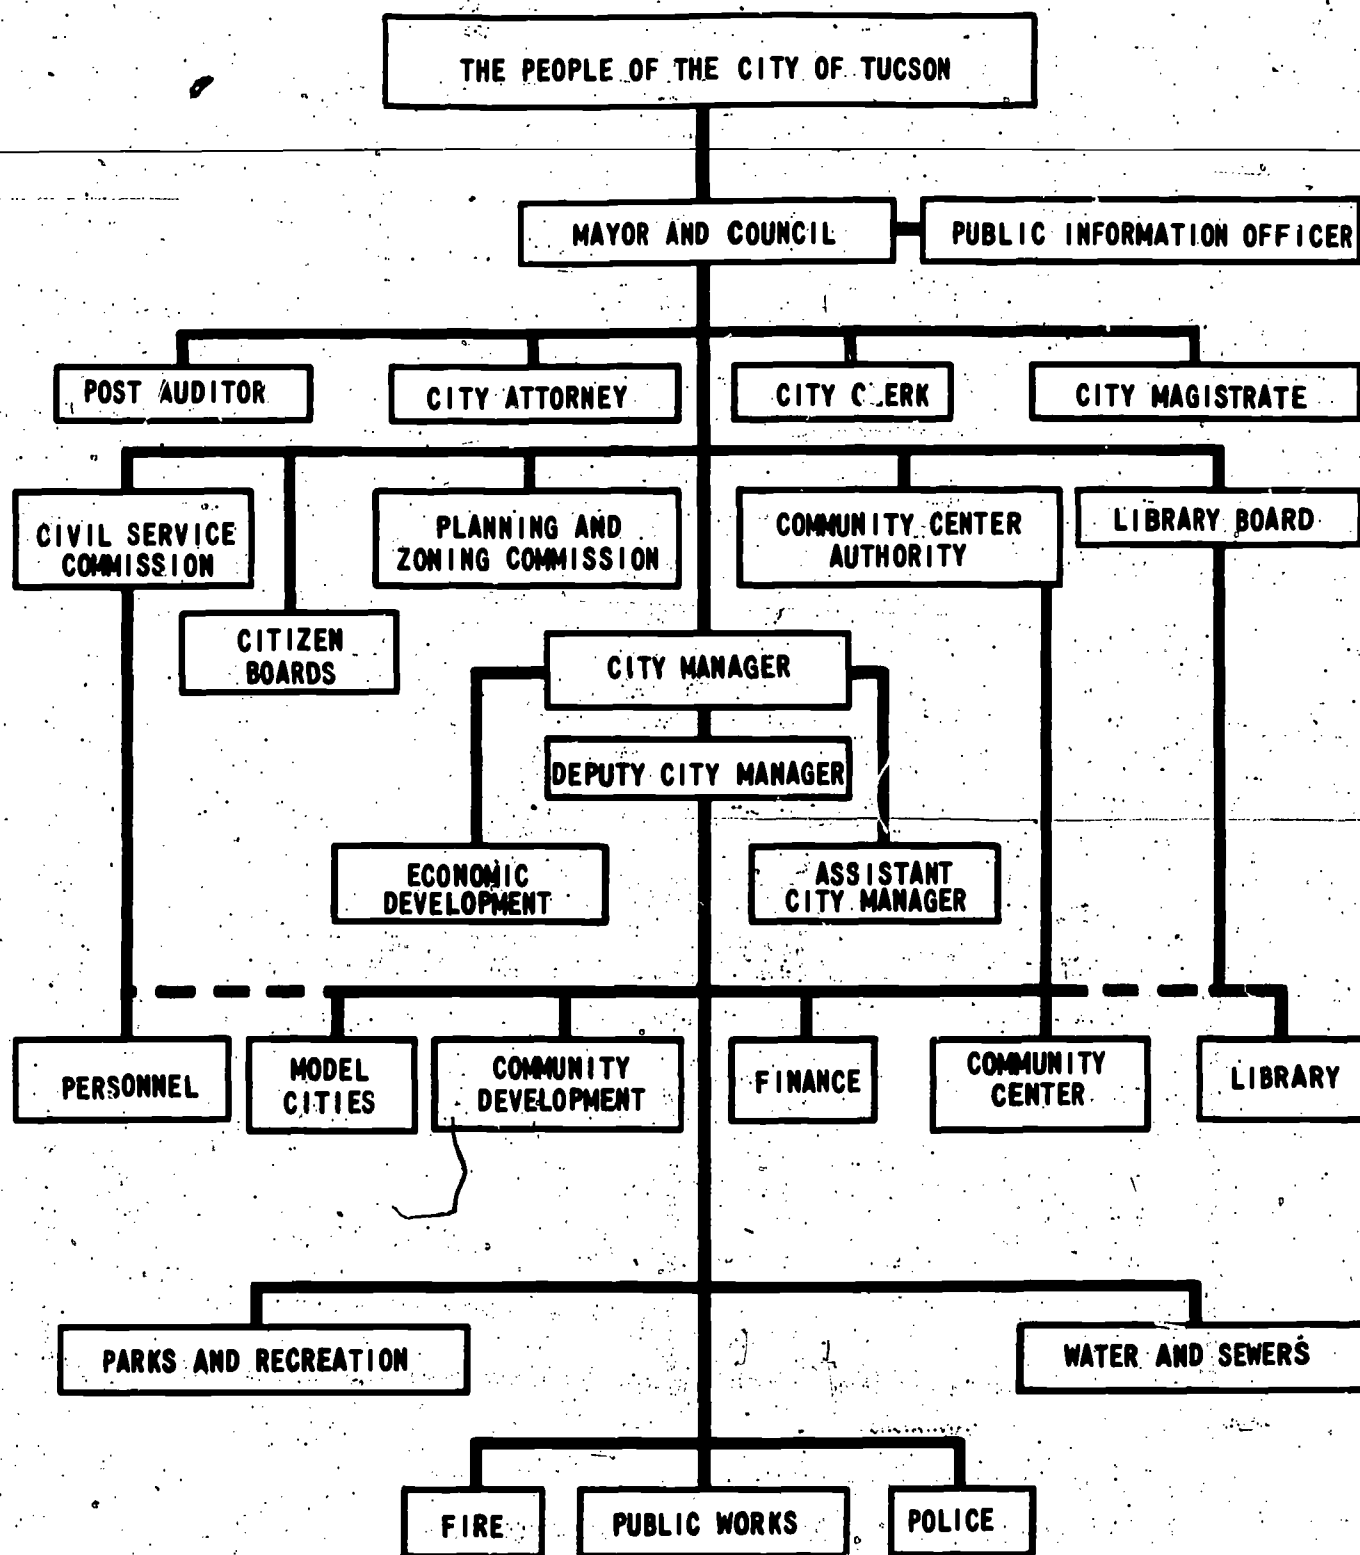 THE PEOPLE OF THE CITY OF TUCSON
MAYOR AND COUNCIL
PUBLIC INFORMATION OFFICER
POST AUDITOR
CITY ATTORNEY
CITY CLERK
CITY MAGISTRATE
CIVIL SERVICE
COMMISSION
PLANNING AND
ZONING COMMISSION
COMMUNITY CENTER
AUTHORITY
LIBRARY BOARD
CITIZEN
BOARDS
CITY MANAGER
DEPUTY CITY MANAGER
ECONOMIC
DEVELOPMENT
ASSISTANT
CITY MANAGER
PERSONNEL
MODEL
CITIES
COMMUNITY
DEVELOPMENT
FINANCE
COMMUNITY
CENTER
LIBRARY
PARKS AND RECREATION
WATER AND SEWERS
FIRE
PUBLIC WORKS
POLICE